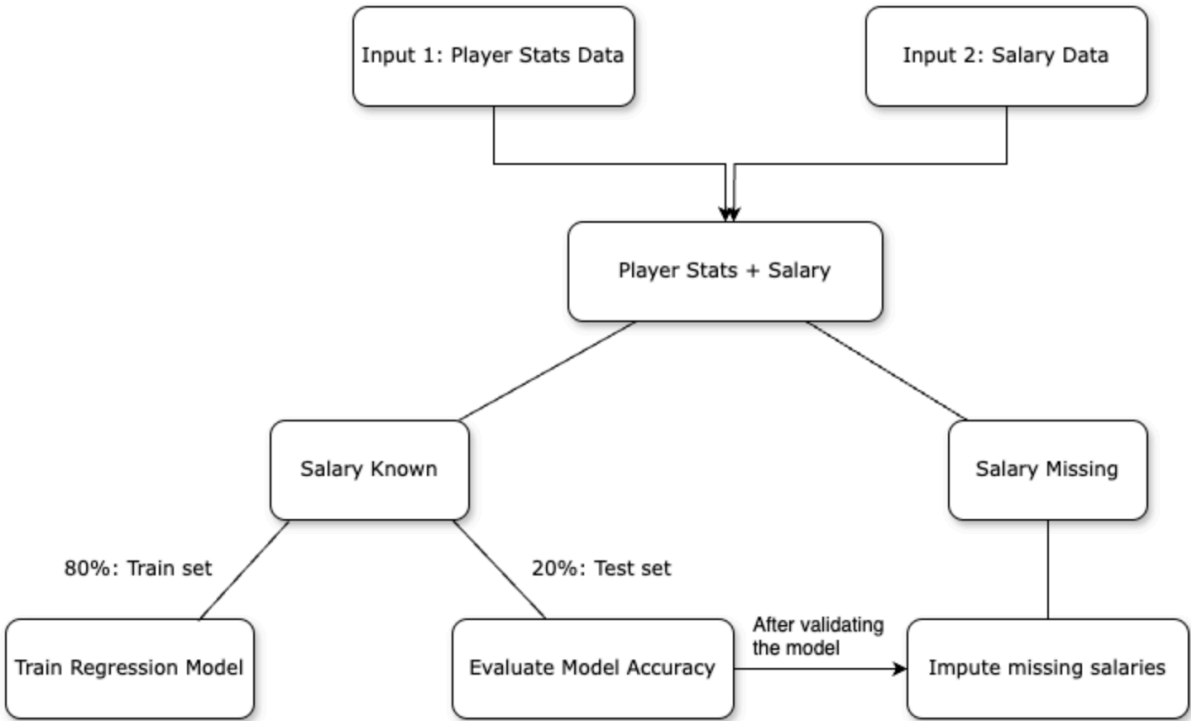 Input 1: Player Stats Data
Input 2: Salary Data
Player Stats + Salary
Salary Known
Salary Missing
80%: Train set
20%: Test set
Train Regression Model
Evaluate Model Accuracy
After validating
the model
Impute missing salaries